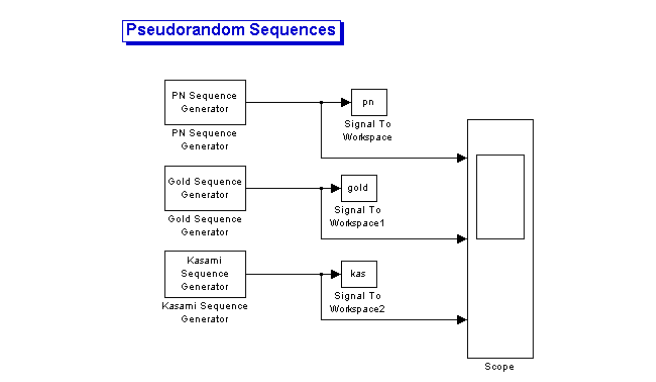 Pseudorandom Sequences
PN Sequence
Generator
PN Sequence
Generator
pn
Signal To
Workspace
Gold Sequence
Generator
Gold Sequence
Generator
gold
Signal To
Workspace1
Kasami
Sequence
Generator
Kasami Sequence
Generator
kas
Signal To
Workspace2
Scope